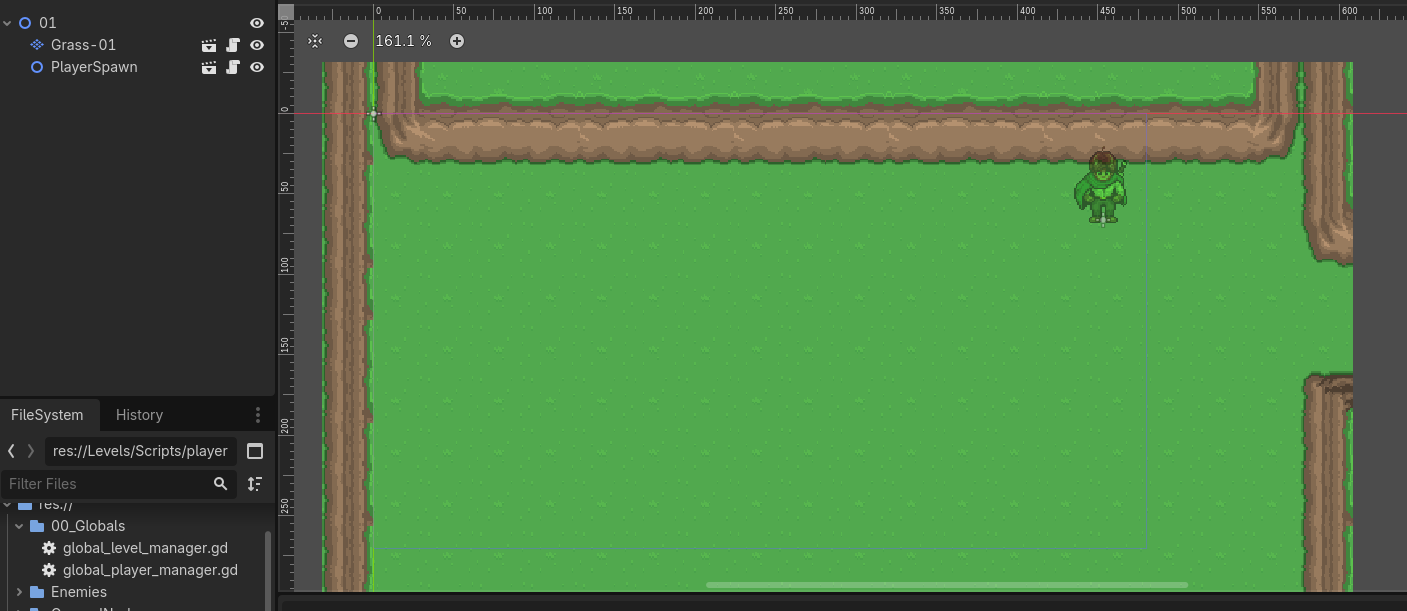 01
Grass-01
PlayerSpawn
FileSystem
History
res://Levels/Scripts/player
Filter Files
res://
00_Globals
global_level_manager.gd
global_player_manager.gd
Enemies
0 50 100 150 200 250 300 350 400 450 500 550 600
161.1 %
-50
0
50
100
150
200
250